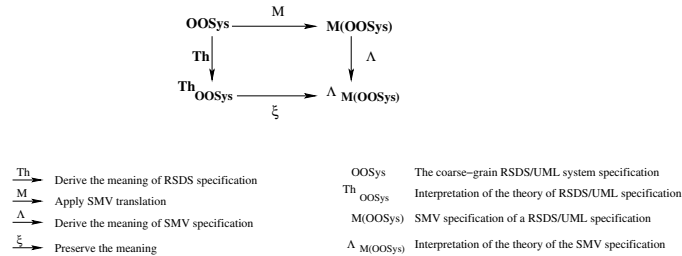 M
OOSys M(OOSys)
Th Λ
Th OOSys Λ M(OOSys)
ξ
Th Derive the meaning of RSDS specification
M Apply SMV translation
Λ Derive the meaning of SMV specification
ξ Preserve the meaning
OOSys The coarse−grain RSDS/UML system specification
Th OOSys Interpretation of the theory of RSDS/UML specification
M(OOSys) SMV specification of a RSDS/UML specification
Λ M(OOSys) Interpretation of the theory of the SMV specification